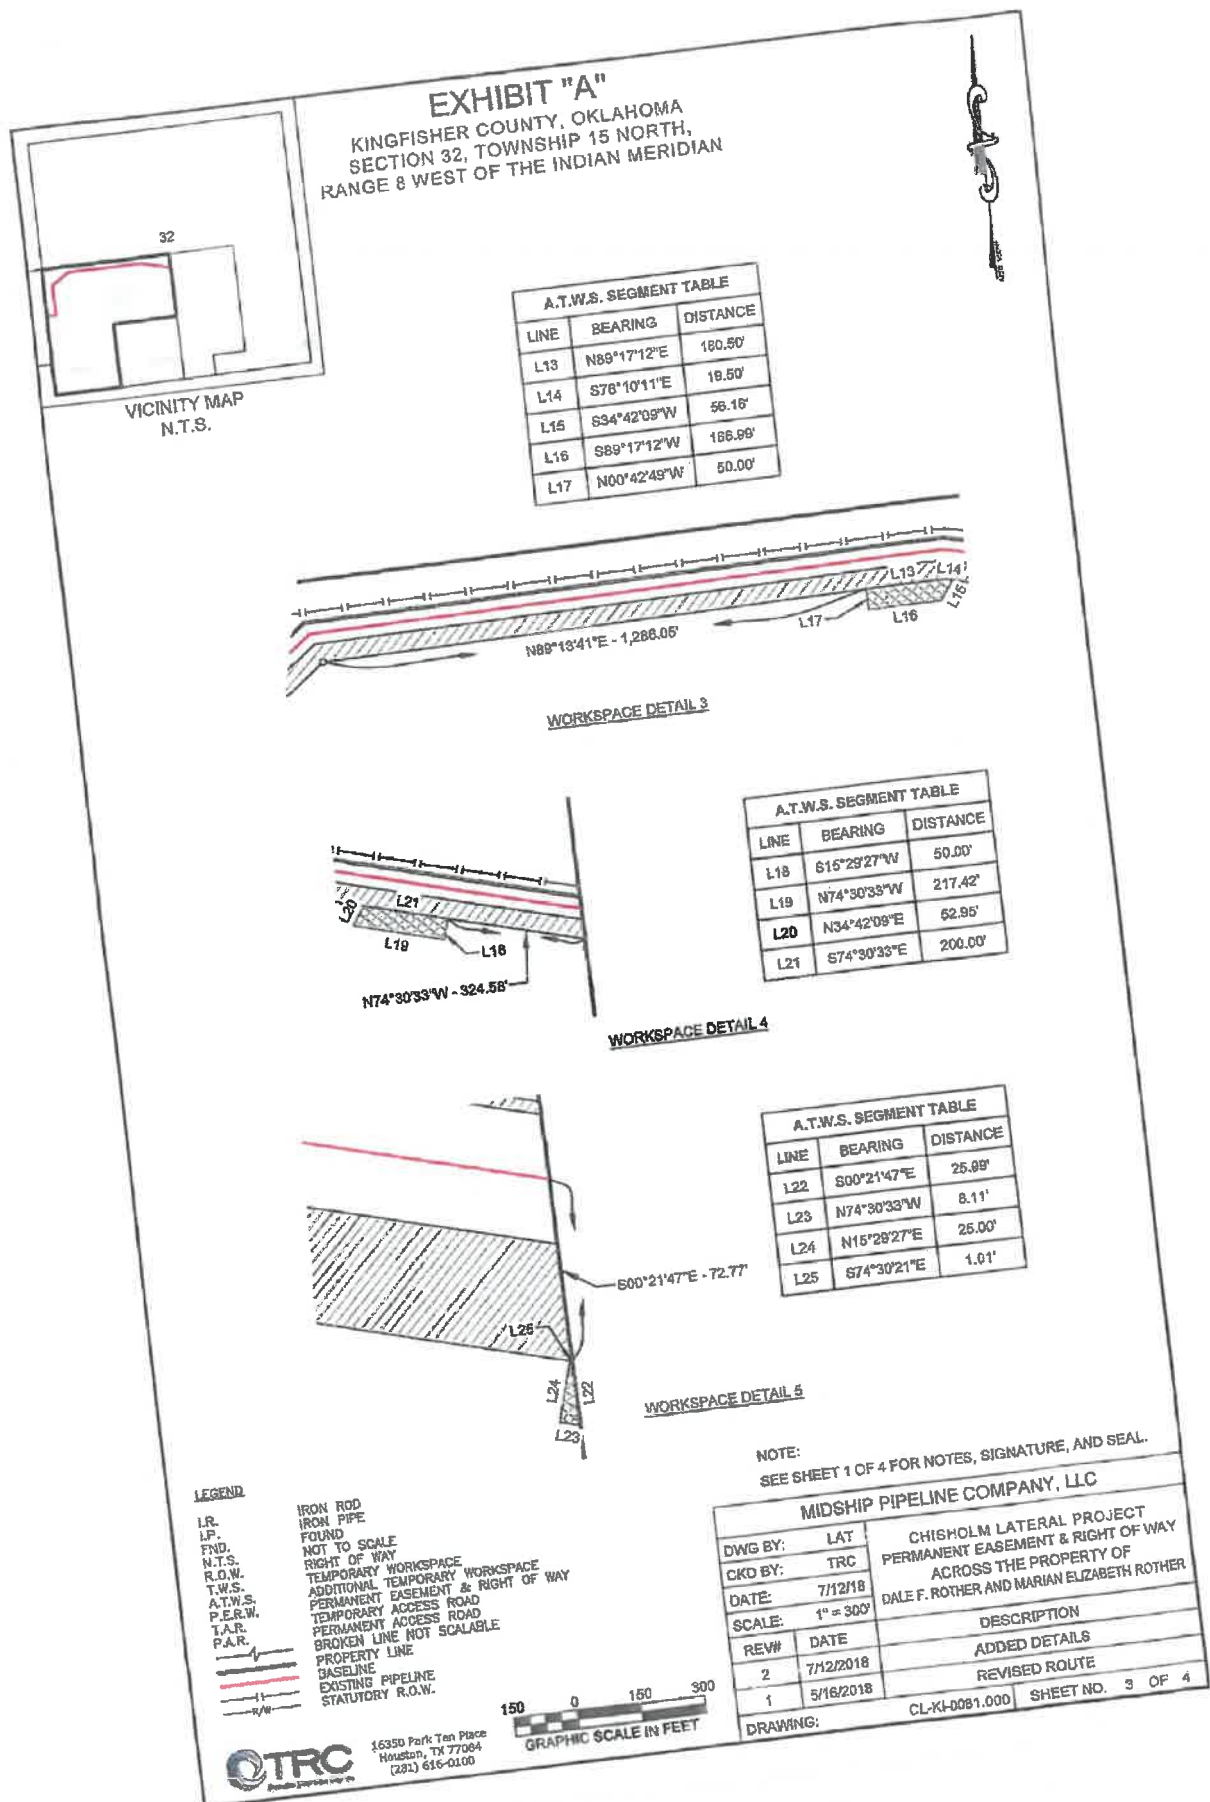 EXHIBIT "A"
KINGFISHER COUNTY, OKLAHOMA
SECTION 32, TOWNSHIP 15 NORTH,
RANGE 8 WEST OF THE INDIAN MERIDIAN
32
VICINITY MAP
N.T.S.
A.T.W.S. SEGMENT TABLE
LINE BEARING DISTANCE
L13 N89°17'12"E 160.50'
L14 S76°10'11"E 19.50'
L15 S34°42'09"W 56.16'
L16 S89°17'12"W 186.99'
L17 N00°42'49"W 50.00'
L13 L14
L15
L16
L17
N89°13'41"E - 1,286.05'
WORKSPACE DETAIL 3
A.T.W.S. SEGMENT TABLE
LINE BEARING DISTANCE
L18 S15°29'27"W 50.00'
L19 N74°30'33"W 217.42'
L20 N34°42'09"E 52.95'
L21 S74°30'33"E 200.00'
L21
L20
L19
L18
N74°30'33"W - 324.58'
WORKSPACE DETAIL 4
A.T.W.S. SEGMENT TABLE
LINE BEARING DISTANCE
L22 S00°21'47"E 25.99'
L23 N74°30'33"W 8.11'
L24 N15°29'27"E 25.00'
L25 S74°30'21"E 1.01'
S00°21'47"E - 72.77'
L25
L24
L22
L23
WORKSPACE DETAIL 5
NOTE:
SEE SHEET 1 OF 4 FOR NOTES, SIGNATURE, AND SEAL.
LEGEND
I.R. IRON ROD
I.P. IRON PIPE
FND. FOUND
N.T.S. NOT TO SCALE
R.O.W. RIGHT OF WAY
T.W.S. TEMPORARY WORKSPACE
A.T.W.S. ADDITIONAL TEMPORARY WORKSPACE
P.E.R.W. PERMANENT EASEMENT & RIGHT OF WAY
T.A.R. TEMPORARY ACCESS ROAD
P.A.R. PERMANENT ACCESS ROAD
BROKEN LINE NOT SCALABLE
PROPERTY LINE
BASELINE
EXISTING PIPELINE
R/W STATUTORY R.O.W.
TRC
16350 Park Ten Place
Houston, TX 77084
(281) 616-0100
150 0 150 300
GRAPHIC SCALE IN FEET
MIDSHIP PIPELINE COMPANY, LLC
DWG BY: LAT
CKD BY: TRC
DATE: 7/12/18
SCALE: 1" = 300'
CHISHOLM LATERAL PROJECT
PERMANENT EASEMENT & RIGHT OF WAY
ACROSS THE PROPERTY OF
DALE F. ROTHER AND MARIAN ELIZABETH ROTHER
REV# DATE DESCRIPTION
2 7/12/2018 ADDED DETAILS
1 5/16/2018 REVISED ROUTE
DRAWING: CL-KI-0081.000 SHEET NO. 3 OF 4